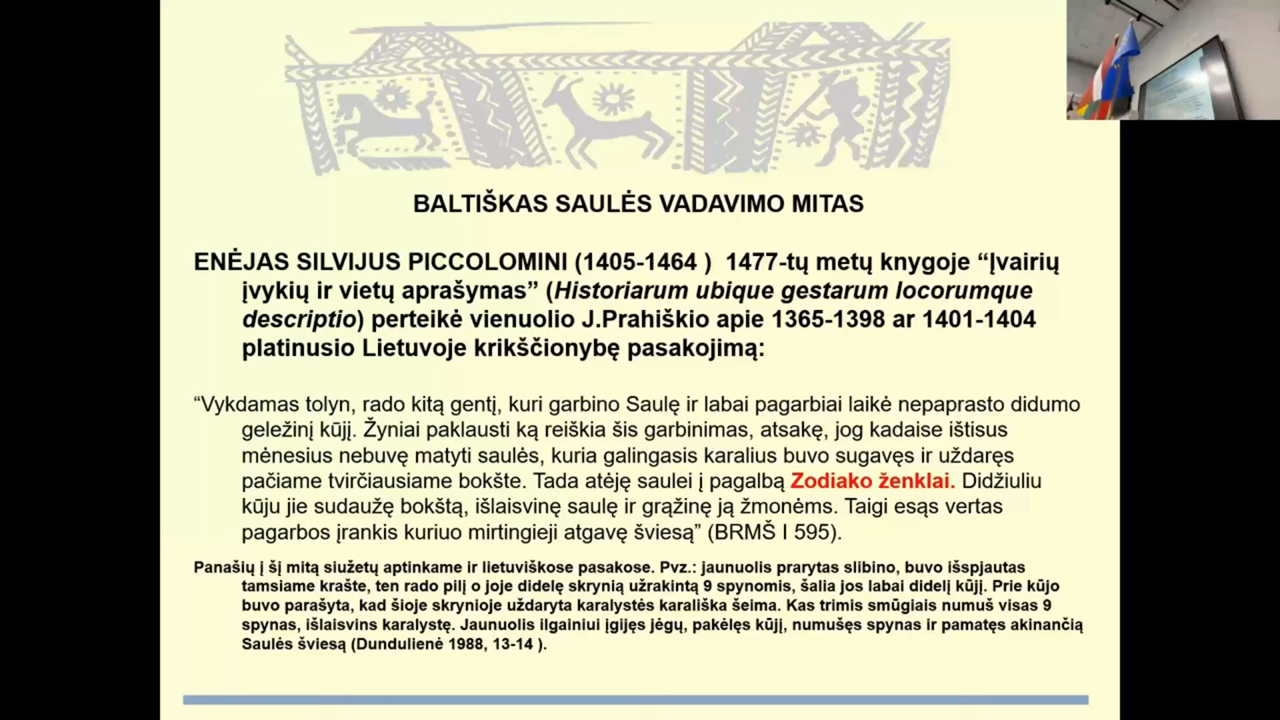 BALTIŠKAS SAULĖS VADAVIMO MITAS
ENĖJAS SILVIJUS PICCOLOMINI (1405-1464 )  1477-tų metų knygoje “Įvairių
įvykių ir vietų aprašymas” (Historiarum ubique gestarum locorumque
descriptio) perteikė vienuolio J.Prahiškio apie 1365-1398 ar 1401-1404
platinusio Lietuvoje krikščionybę pasakojimą:
“Vykdamas tolyn, rado kitą gentį, kuri garbino Saulę ir labai pagarbiai laikė nepaprasto didumo
geležinį kūjį. Žyniai paklausti ką reiškia šis garbinimas, atsakę, jog kadaise ištisus
mėnesius nebuvę matyti saulės, kuria galingasis karalius buvo sugavęs ir uždaręs
pačiame tvirčiausiame bokšte. Tada atėję saulei į pagalbą Zodiako ženklai. Didžiuliu
kūju jie sudaužę bokštą, išlaisvinę saulę ir grąžinę ją žmonėms. Taigi esąs vertas
pagarbos įrankis kuriuo mirtingieji atgavę šviesą” (BRMŠ I 595).
Panašių į šį mitą siužetų aptinkame ir lietuviškose pasakose. Pvz.: jaunuolis prarytas slibino, buvo išspjautas
tamsiame krašte, ten rado pilį o joje didelę skrynią užrakintą 9 spynomis, šalia jos labai didelį kūjį. Prie kūjo
buvo parašyta, kad šioje skrynioje uždaryta karalystės karališka šeima. Kas trimis smūgiais numuš visas 9
spynas, išlaisvins karalystę. Jaunuolis ilgainiui įgijęs jėgų, pakėlęs kūjį, numušęs spynas ir pamatęs akinančią
Saulės šviesą (Dundulienė 1988, 13-14 ).